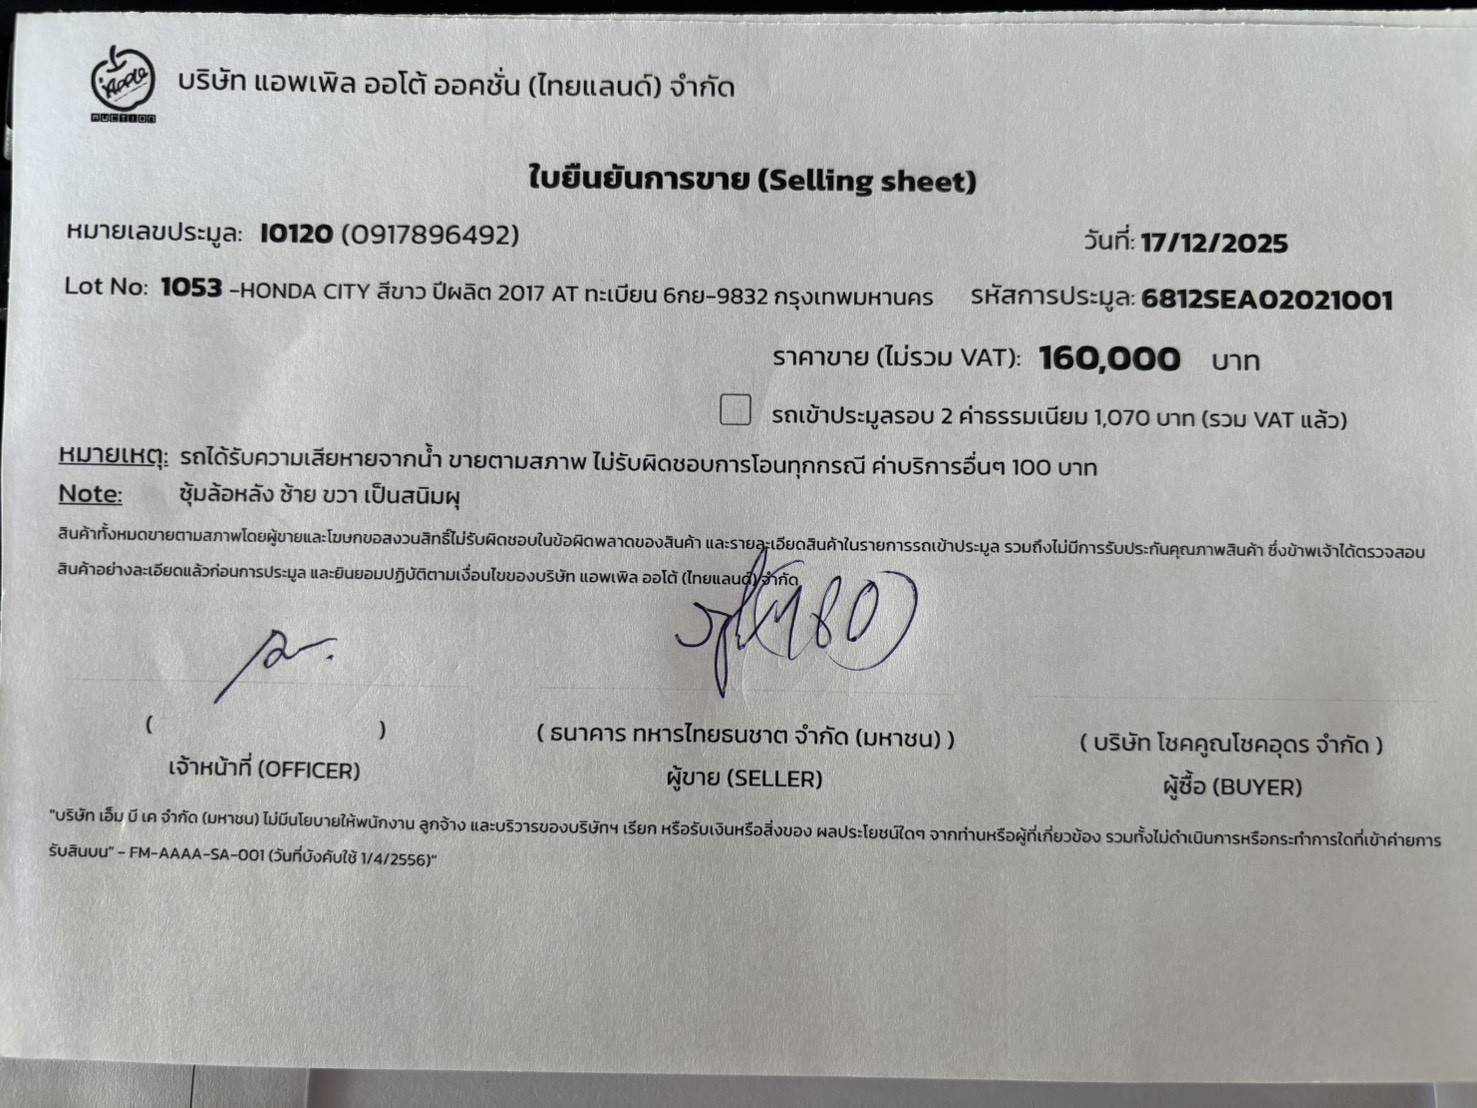 Apple
AUCTION
บริษัท แอพเพิล ออโต้ ออคชั่น (ไทยแลนด์) จำกัด
ใบยืนยันการขาย (Selling sheet)
หมายเลขประมูล: I0120 (0917896492) วันที่: 17/12/2025
Lot No: 1053 -HONDA CITY สีขาว ปีผลิต 2017 AT ทะเบียน 6กย-9832 กรุงเทพมหานคร รหัสการประมูล: 6812SEAO2021001
ราคาขาย (ไม่รวม VAT): 160,000 บาท
รถเข้าประมูลรอบ 2 ค่าธรรมเนียม 1,070 บาท (รวม VAT แล้ว)
หมายเหตุ: รถได้รับความเสียหายจากน้ำ ขายตามสภาพ ไม่รับผิดชอบการโอนทุกกรณี ค่าบริการอื่นๆ 100 บาท
Note: ซุ้มล้อหลัง ซ้าย ขวา เป็นสนิมผุ
สินค้าทั้งหมดขายตามสภาพโดยผู้ขายและโฆษกขอสงวนสิทธิ์ไม่รับผิดชอบในข้อผิดพลาดของสินค้า และรายละเอียดสินค้าในรายการรถเข้าประมูล รวมถึงไม่มีการรับประกันคุณภาพสินค้า ซึ่งข้าพเจ้าได้ตรวจสอบ
สินค้าอย่างละเอียดแล้วก่อนการประมูล และยินยอมปฏิบัติตามเงื่อนไขของบริษัท แอพเพิล ออโต้ (ไทยแลนด์) จำกัด
( ) ( ธนาคาร ทหารไทยธนชาต จำกัด (มหาชน) ) ( บริษัท โชคคูณโชคอุดร จำกัด )
เจ้าหน้าที่ (OFFICER) ผู้ขาย (SELLER) ผู้ซื้อ (BUYER)
"บริษัท เอ็ม บี เค จำกัด (มหาชน) ไม่มีนโยบายให้พนักงาน ลูกจ้าง และบริวารของบริษัทฯ เรียก หรือรับเงินหรือสิ่งของ ผลประโยชน์ใดๆ จากท่านหรือผู้ที่เกี่ยวข้อง รวมทั้งไม่ดำเนินการหรือกระทำการใดที่เข้าค่ายการ
รับสินบน" - FM-AAAA-SA-001 (วันที่บังคับใช้ 1/4/2556)"